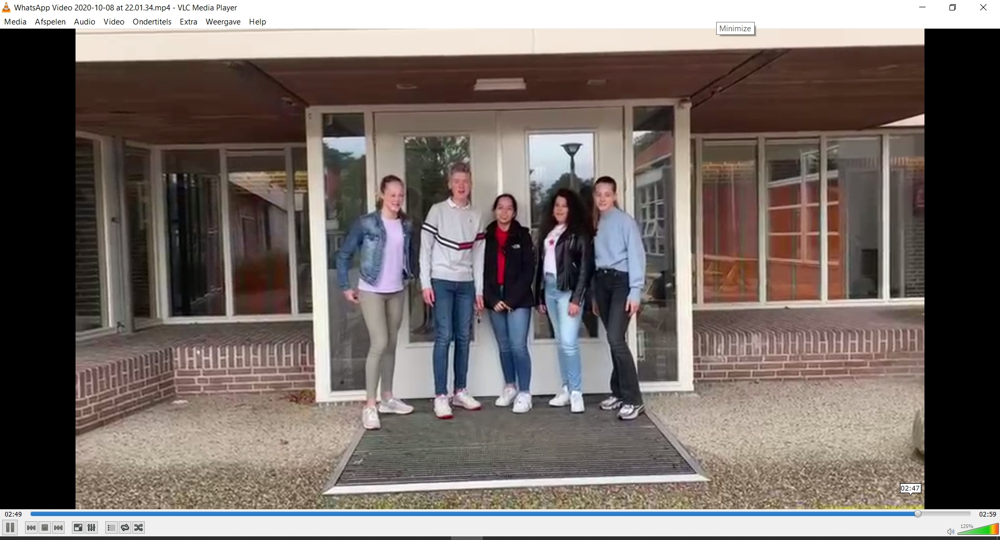 WhatsApp Video 2020-10-08 at 22.01.34.mp4 - VLC Media Player
Media Afspelen Audio Video Ondertitels Extra Weergave Help
Minimize
02:47
02:49
02:59
125%